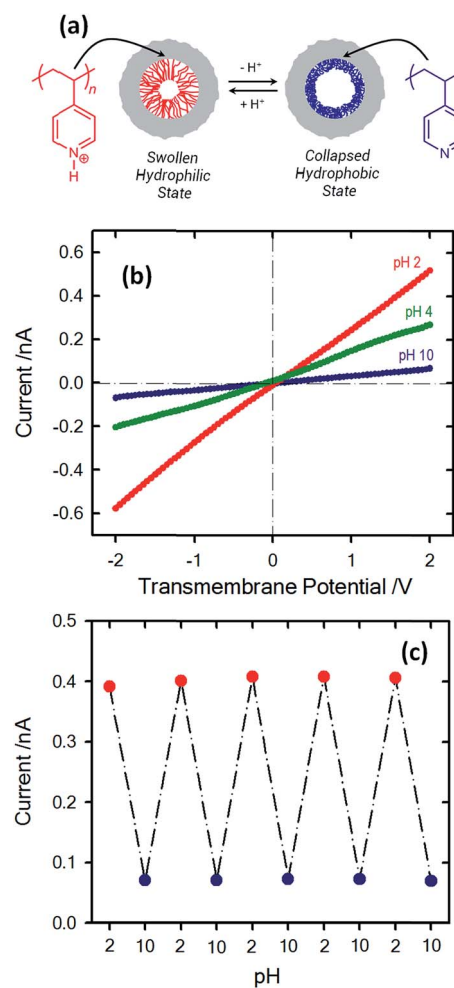 (a)
n
N
⊕
H
- H⁺
+ H⁺
N
Swollen
Hydrophilic
State
Collapsed
Hydrophobic
State
(b)
pH 2
pH 4
pH 10
0.6
0.4
0.2
0.0
-0.2
-0.4
-0.6
Current /nA
-2 -1 0 1 2
Transmembrane Potential /V
(c)
0.5
0.4
0.3
0.2
0.1
0.0
Current /nA
2 10 2 10 2 10 2 10 2 10
pH